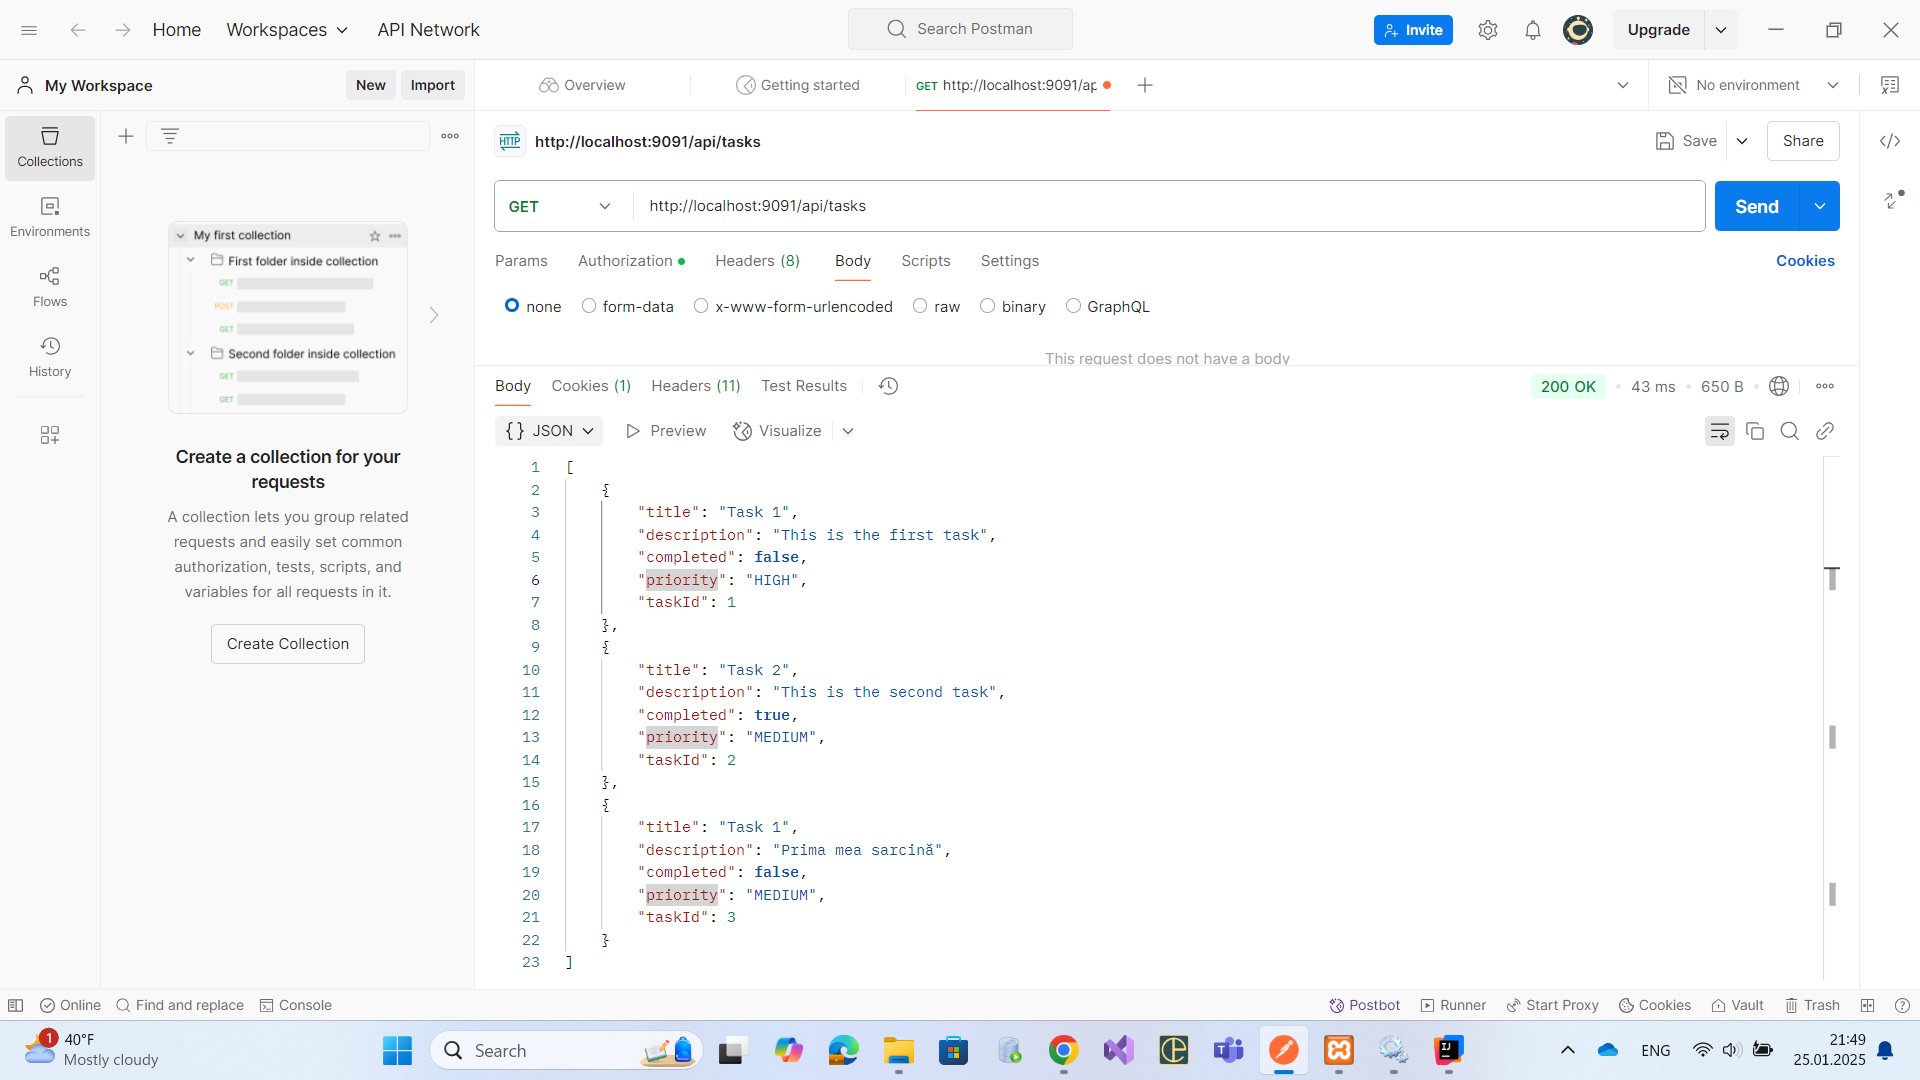 Home Workspaces API Network Search Postman Invite Upgrade
My Workspace New Import Overview Getting started GET http://localhost:9091/ap No environment
Collections
Environments
Flows
History
My first collection
First folder inside collection
GET
POST
GET
Second folder inside collection
GET
GET
Create a collection for your
requests
A collection lets you group related
requests and easily set common
authorization, tests, scripts, and
variables for all requests in it.
Create Collection
HTTP http://localhost:9091/api/tasks Save Share
GET http://localhost:9091/api/tasks Send
Params Authorization Headers (8) Body Scripts Settings Cookies
none form-data x-www-form-urlencoded raw binary GraphQL
This request does not have a body
Body Cookies (1) Headers (11) Test Results 200 OK 43 ms 650 B
{} JSON Preview Visualize
1 [
2 {
3 "title": "Task 1",
4 "description": "This is the first task",
5 "completed": false,
6 "priority": "HIGH",
7 "taskId": 1
8 },
9 {
10 "title": "Task 2",
11 "description": "This is the second task",
12 "completed": true,
13 "priority": "MEDIUM",
14 "taskId": 2
15 },
16 {
17 "title": "Task 1",
18 "description": "Prima mea sarcină",
19 "completed": false,
20 "priority": "MEDIUM",
21 "taskId": 3
22 }
23 ]
Online Find and replace Console Postbot Runner Start Proxy Cookies Vault Trash
1 40°F
Mostly cloudy
Search
ENG
21:49
25.01.2025